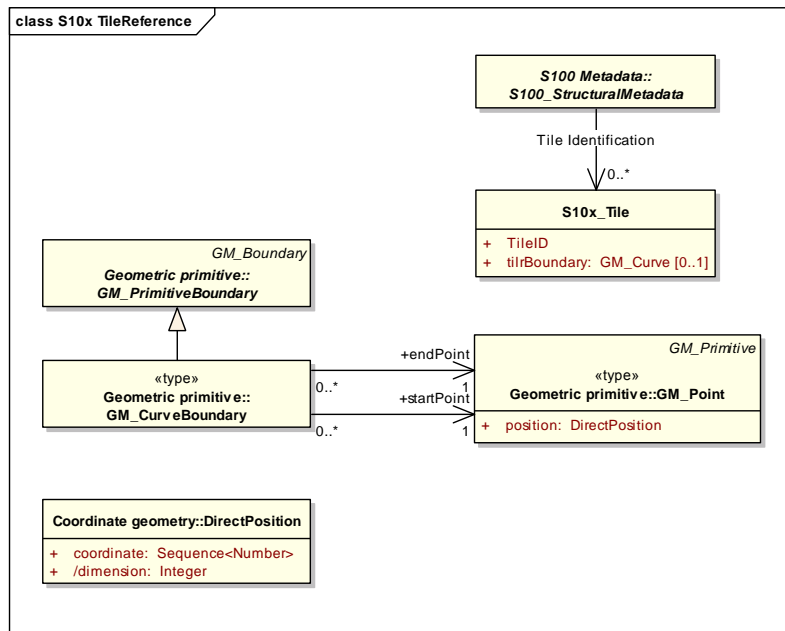 class S10x TileReference
S100 Metadata::
S100_StructuralMetadata
Tile Identification
0..*
S10x_Tile
+ TileID
+ tilrBoundary: GM_Curve [0..1]
GM_Boundary
Geometric primitive::
GM_PrimitiveBoundary
«type»
Geometric primitive::
GM_CurveBoundary
+endPoint
0..*
1
+startPoint
0..*
1
GM_Primitive
«type»
Geometric primitive::GM_Point
+ position: DirectPosition
Coordinate geometry::DirectPosition
+ coordinate: Sequence<Number>
+ /dimension: Integer